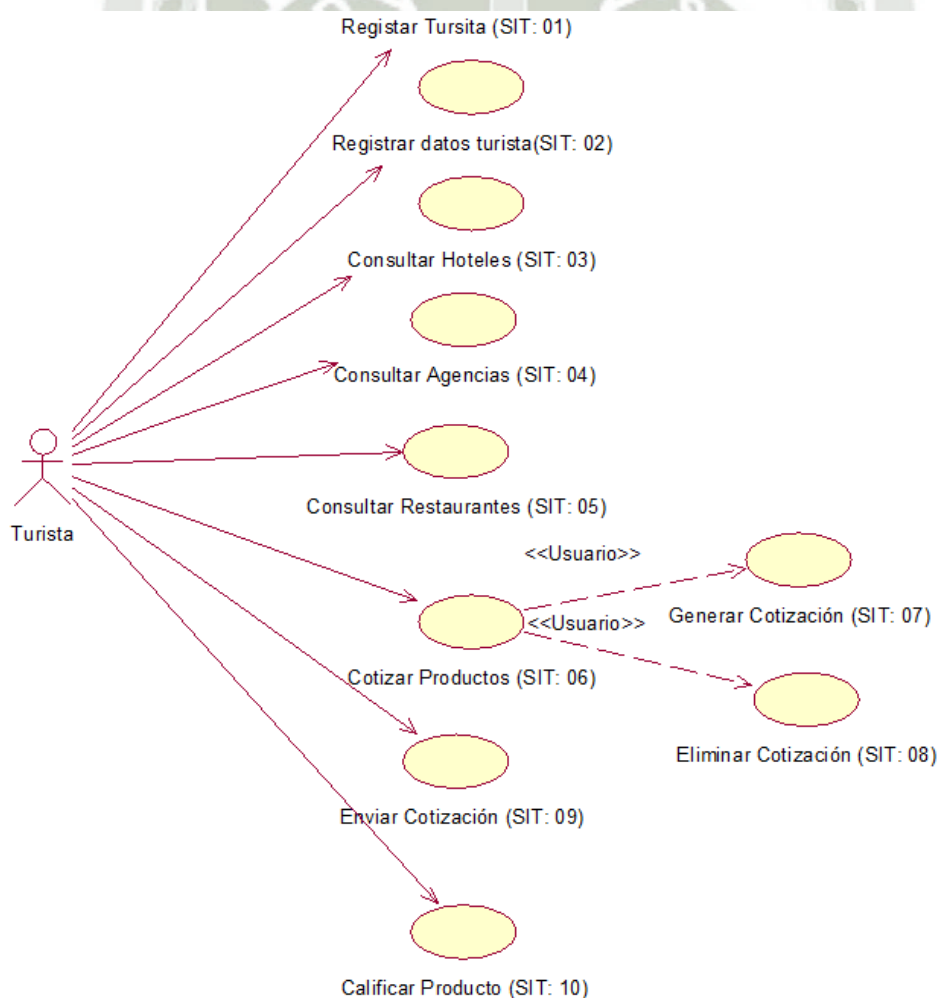 Registar Tursita (SIT: 01)
Registrar datos turista(SIT: 02)
Consultar Hoteles (SIT: 03)
Consultar Agencias (SIT: 04)
Consultar Restaurantes (SIT: 05)
Turista
<<Usuario>>
Generar Cotización (SIT: 07)
<<Usuario>>
Cotizar Productos (SIT: 06)
Eliminar Cotización (SIT: 08)
Enviar Cotización (SIT: 09)
Calificar Producto (SIT: 10)